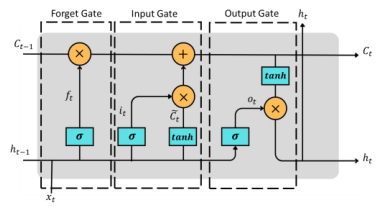 Forget Gate Input Gate Output Gate h_t
C_{t-1} × + C_t
tanh
f_t i_t × o_t ×
C̃_t
σ σ tanh σ
h_{t-1} h_t
x_t